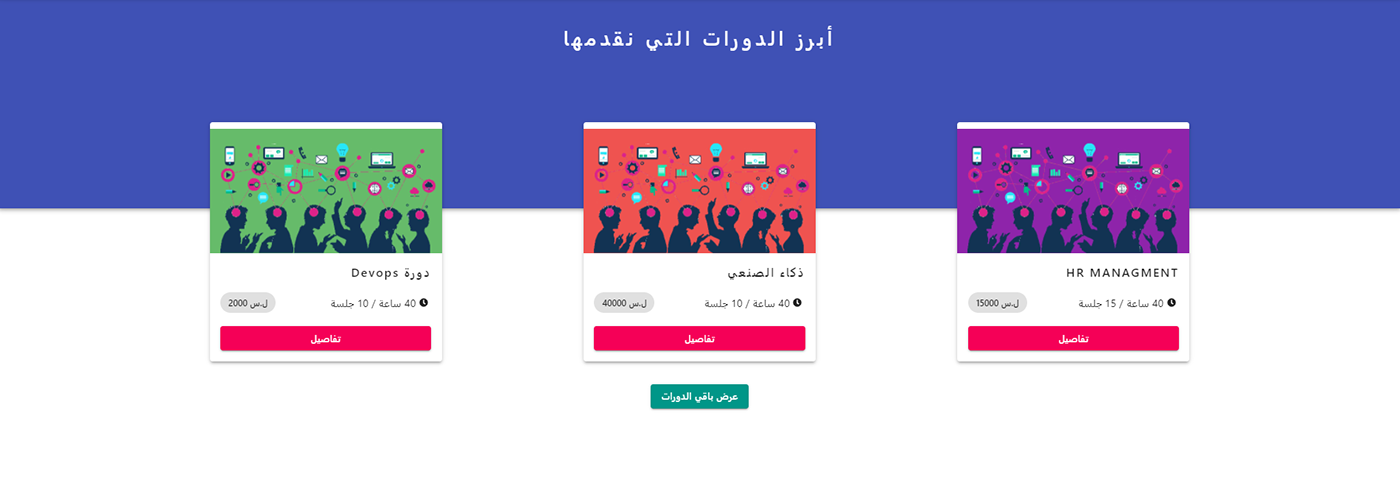 أبرز الدورات التي نقدمها
HR MANAGMENT
40 ساعة / 15 جلسة
15000 ل.س
تفاصيل
ذكاء الصنعي
40 ساعة / 10 جلسة
40000 ل.س
تفاصيل
دورة Devops
40 ساعة / 10 جلسة
2000 ل.س
تفاصيل
عرض باقي الدورات